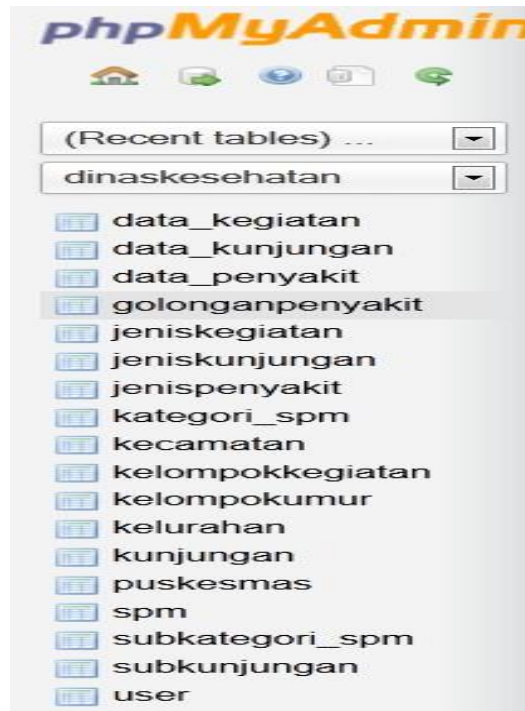 phpMyAdmin
(Recent tables) ...
dinaskesehatan
data_kegiatan
data_kunjungan
data_penyakit
golonganpenyakit
jeniskegiatan
jeniskunjungan
jenispenyakit
kategori_spm
kecamatan
kelompokkegiatan
kelompokumur
kelurahan
kunjungan
puskesmas
spm
subkategori_spm
subkunjungan
user